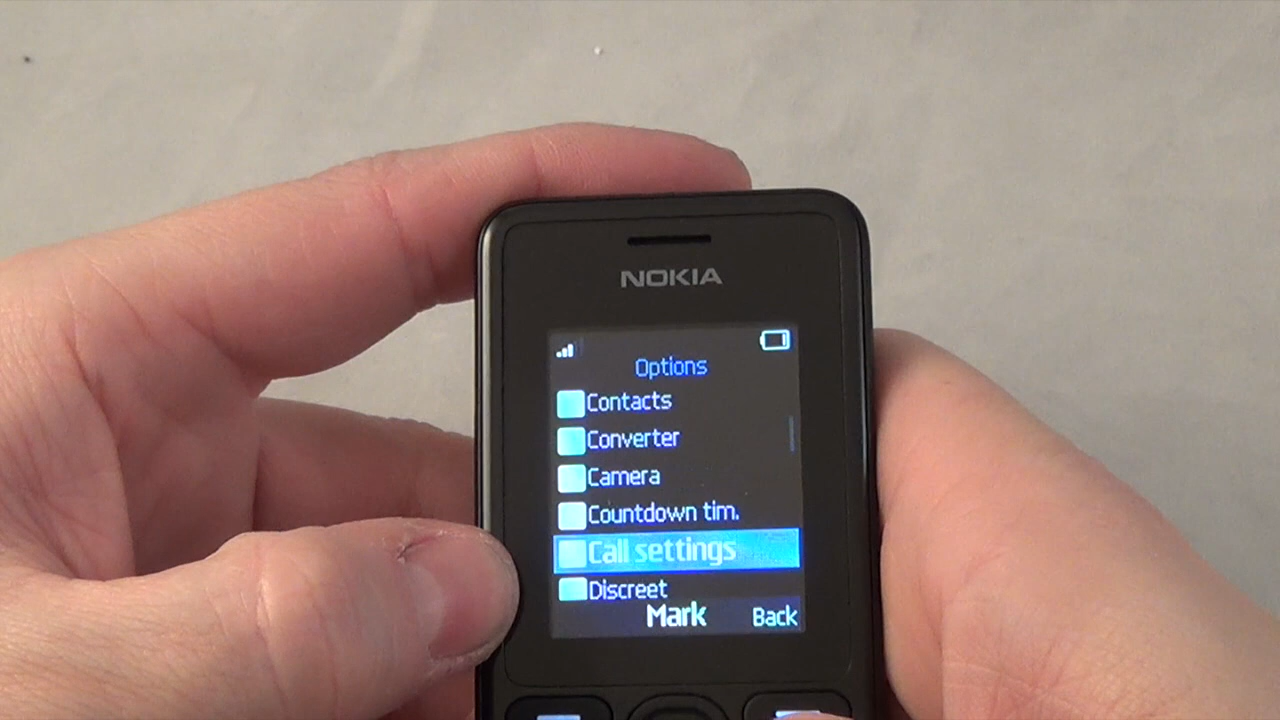 NOKIA
Options
Contacts
Converter
Camera
Countdown tim.
Call settings
Discreet
Mark Back